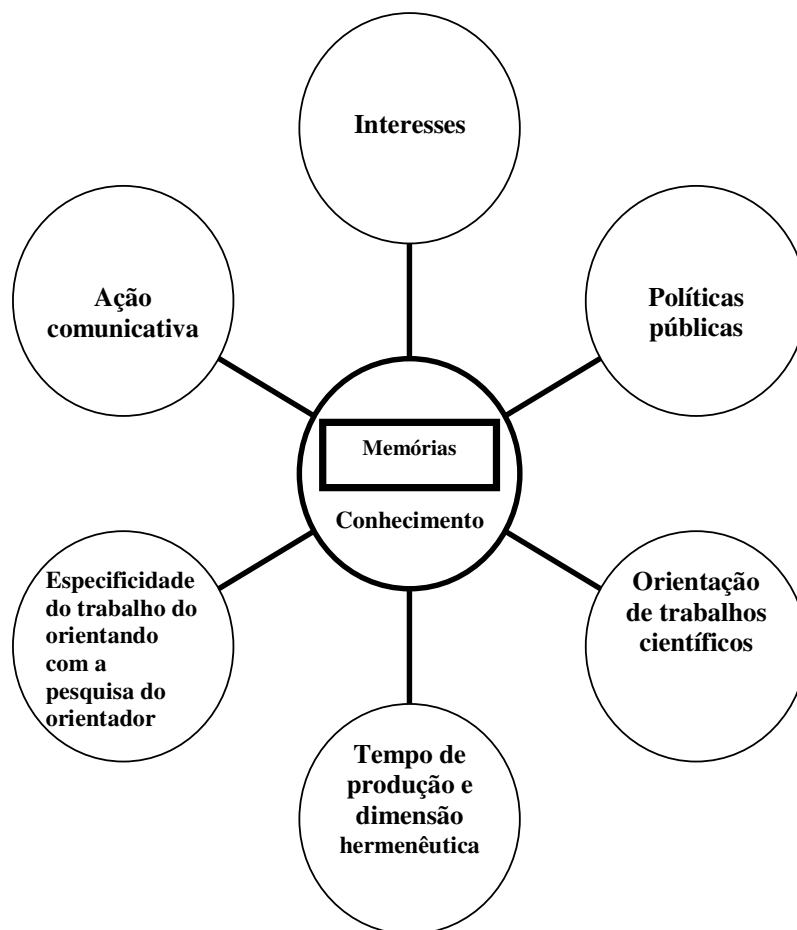 Interesses
Ação
comunicativa
Políticas
públicas
Memórias
Conhecimento
Especificidade
do trabalho do
orientando
com a
pesquisa do
orientador
Orientação
de trabalhos
científicos
Tempo de
produção e
dimensão
hermenêutica